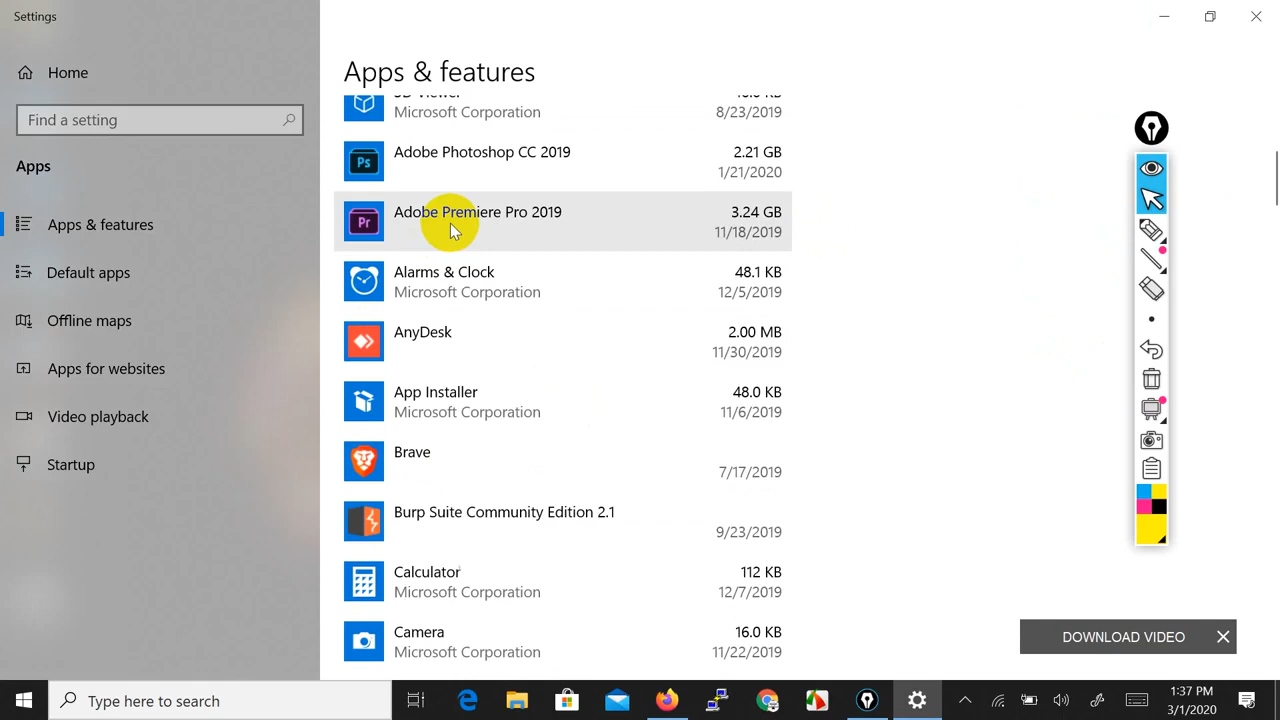 Settings
Home
Find a setting
Apps
Apps & features
Default apps
Offline maps
Apps for websites
Video playback
Startup
Apps & features
Microsoft Corporation 8/23/2019
Ps Adobe Photoshop CC 2019 2.21 GB
1/21/2020
Pr Adobe Premiere Pro 2019 3.24 GB
11/18/2019
Alarms & Clock 48.1 KB
Microsoft Corporation 12/5/2019
AnyDesk 2.00 MB
11/30/2019
App Installer 48.0 KB
Microsoft Corporation 11/6/2019
Brave
7/17/2019
Burp Suite Community Edition 2.1
9/23/2019
Calculator 112 KB
Microsoft Corporation 12/7/2019
Camera 16.0 KB
Microsoft Corporation 11/22/2019
DOWNLOAD VIDEO
Type here to search
1:37 PM
3/1/2020